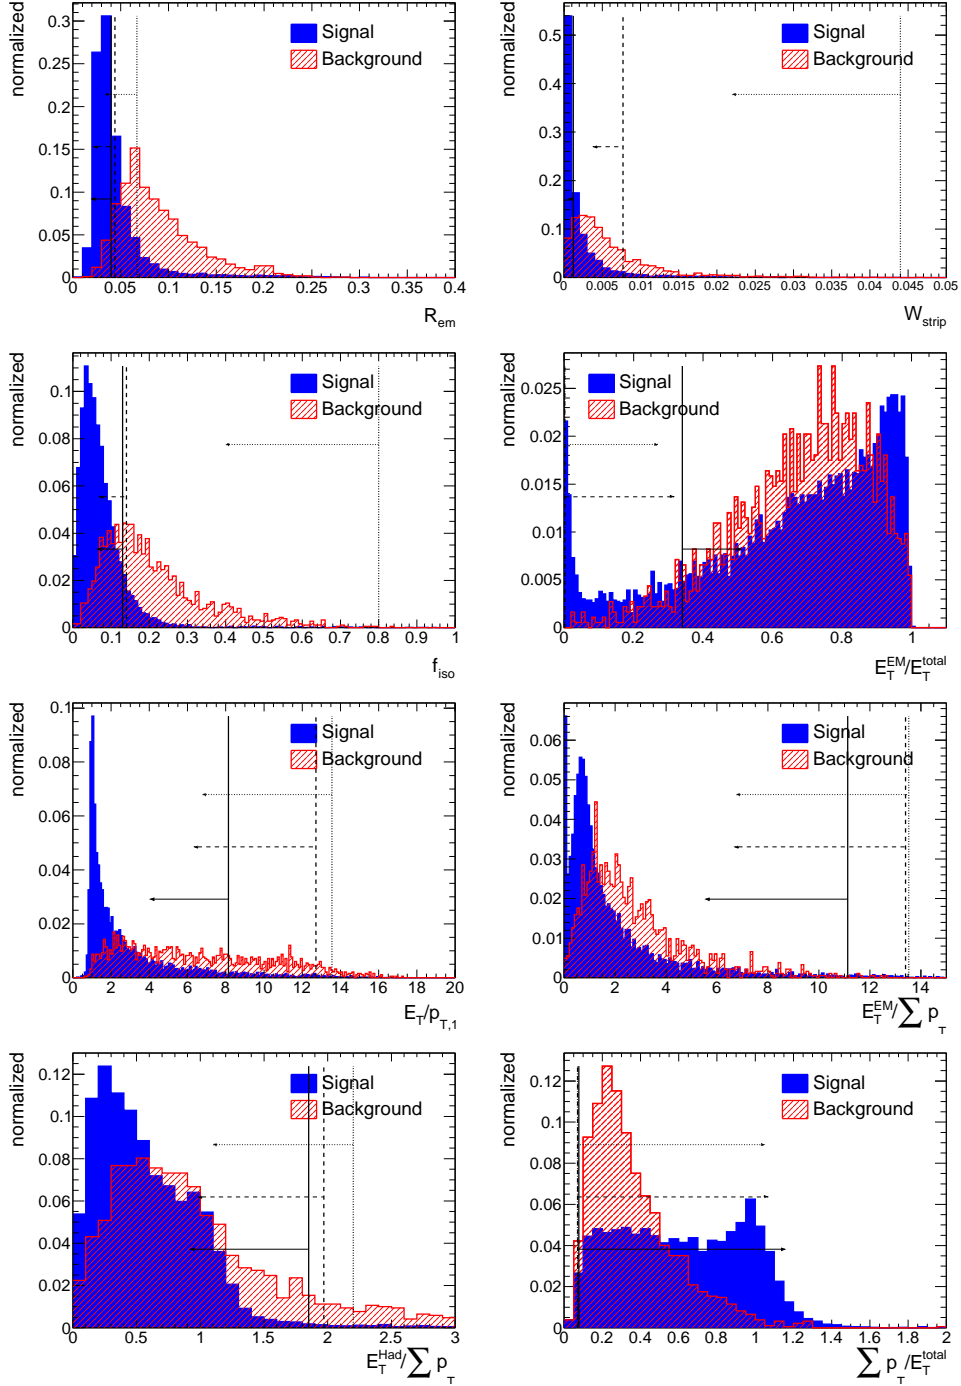 normalized
0.3
0.25
0.2
0.15
0.1
0.05
0
Signal
Background
0 0.05 0.1 0.15 0.2 0.25 0.3 0.35 0.4
R_em
normalized
0.5
0.4
0.3
0.2
0.1
0
Signal
Background
0 0.005 0.01 0.015 0.02 0.025 0.03 0.035 0.04 0.045 0.05
W_strip
normalized
0.1
0.08
0.06
0.04
0.02
0
Signal
Background
0 0.1 0.2 0.3 0.4 0.5 0.6 0.7 0.8 0.9 1
f_iso
normalized
0.025
0.02
0.015
0.01
0.005
0
Signal
Background
0 0.2 0.4 0.6 0.8 1
E_T^EM/E_T^total
normalized
0.1
0.08
0.06
0.04
0.02
0
Signal
Background
0 2 4 6 8 10 12 14 16 18 20
E_T/p_T,1
normalized
0.06
0.05
0.04
0.03
0.02
0.01
0
Signal
Background
0 2 4 6 8 10 12 14
E_T^EM/∑ p_T
normalized
0.12
0.1
0.08
0.06
0.04
0.02
0
Signal
Background
0 0.5 1 1.5 2 2.5 3
E_T^Had/∑ p_T
normalized
0.12
0.1
0.08
0.06
0.04
0.02
0
Signal
Background
0.2 0.4 0.6 0.8 1 1.2 1.4 1.6 1.8 2
∑ p_T/E_T^total